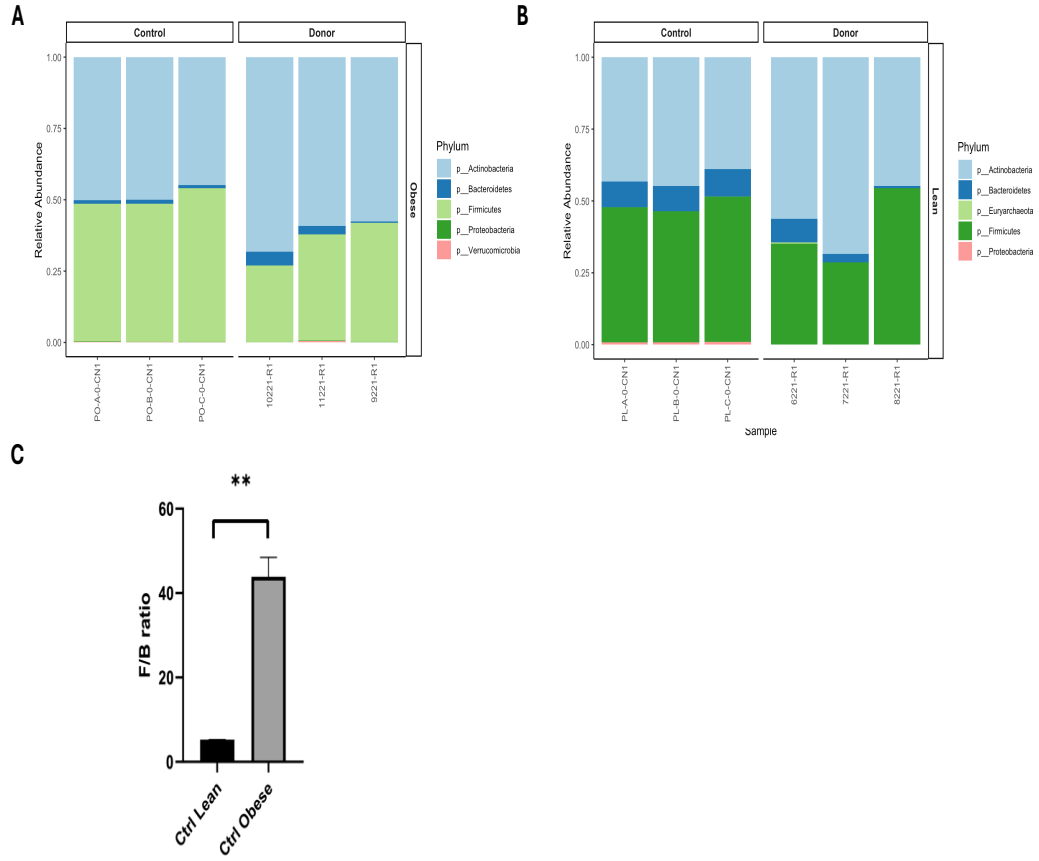 A
Control
Donor
Obese
Relative Abundance
1.00
0.75
0.50
0.25
0.00
PO-A-0-CN1
PO-B-0-CN1
PO-C-0-CN1
10221-R1
11221-R1
9221-R1
Phylum
p__Actinobacteria
p__Bacteroidetes
p__Firmicutes
p__Proteobacteria
p__Verrucomicrobia
B
Control
Donor
Lean
Relative Abundance
1.00
0.75
0.50
0.25
0.00
PL-A-0-CN1
PL-B-0-CN1
PL-C-0-CN1
6221-R1
7221-R1
8221-R1
Sample
Phylum
p__Actinobacteria
p__Bacteroidetes
p__Euryarchaeota
p__Firmicutes
p__Proteobacteria
C
**
F/B ratio
60
40
20
0
Ctrl Lean
Ctrl Obese